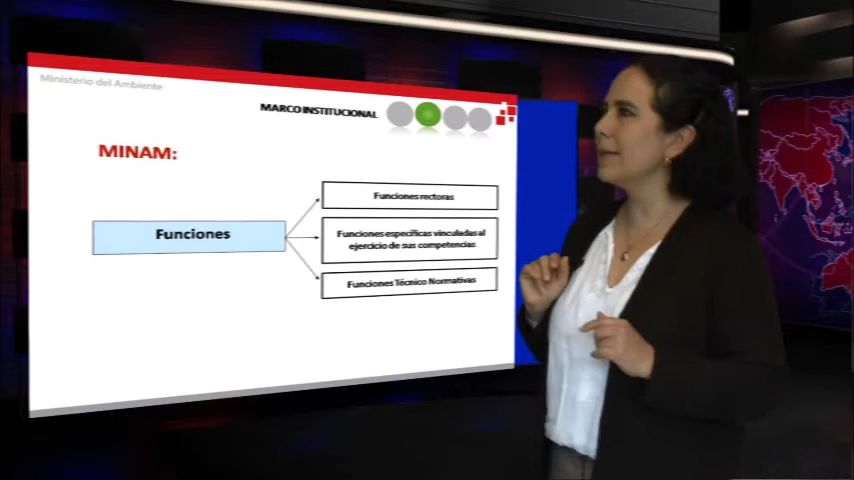 Ministerio del Ambiente
MARCO INSTITUCIONAL
MINAM:
Funciones
Funciones rectoras
Funciones específicas vinculadas al
ejercicio de sus competencias
Funciones Técnico Normativas